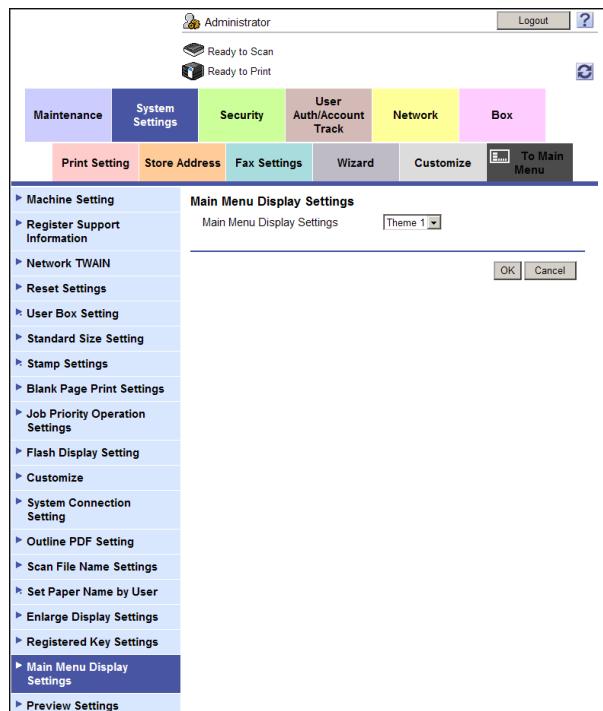 Administrator
Logout
?
Ready to Scan
Ready to Print
Maintenance
System
Settings
Security
User
Auth/Account
Track
Network
Box
Print Setting
Store Address
Fax Settings
Wizard
Customize
To Main
Menu
Machine Setting
Register Support
Information
Network TWAIN
Reset Settings
User Box Setting
Standard Size Setting
Stamp Settings
Blank Page Print Settings
Job Priority Operation
Settings
Flash Display Setting
Customize
System Connection
Setting
Outline PDF Setting
Scan File Name Settings
Set Paper Name by User
Enlarge Display Settings
Registered Key Settings
Main Menu Display
Settings
Preview Settings
Main Menu Display Settings
Main Menu Display Settings Theme 1
OK Cancel